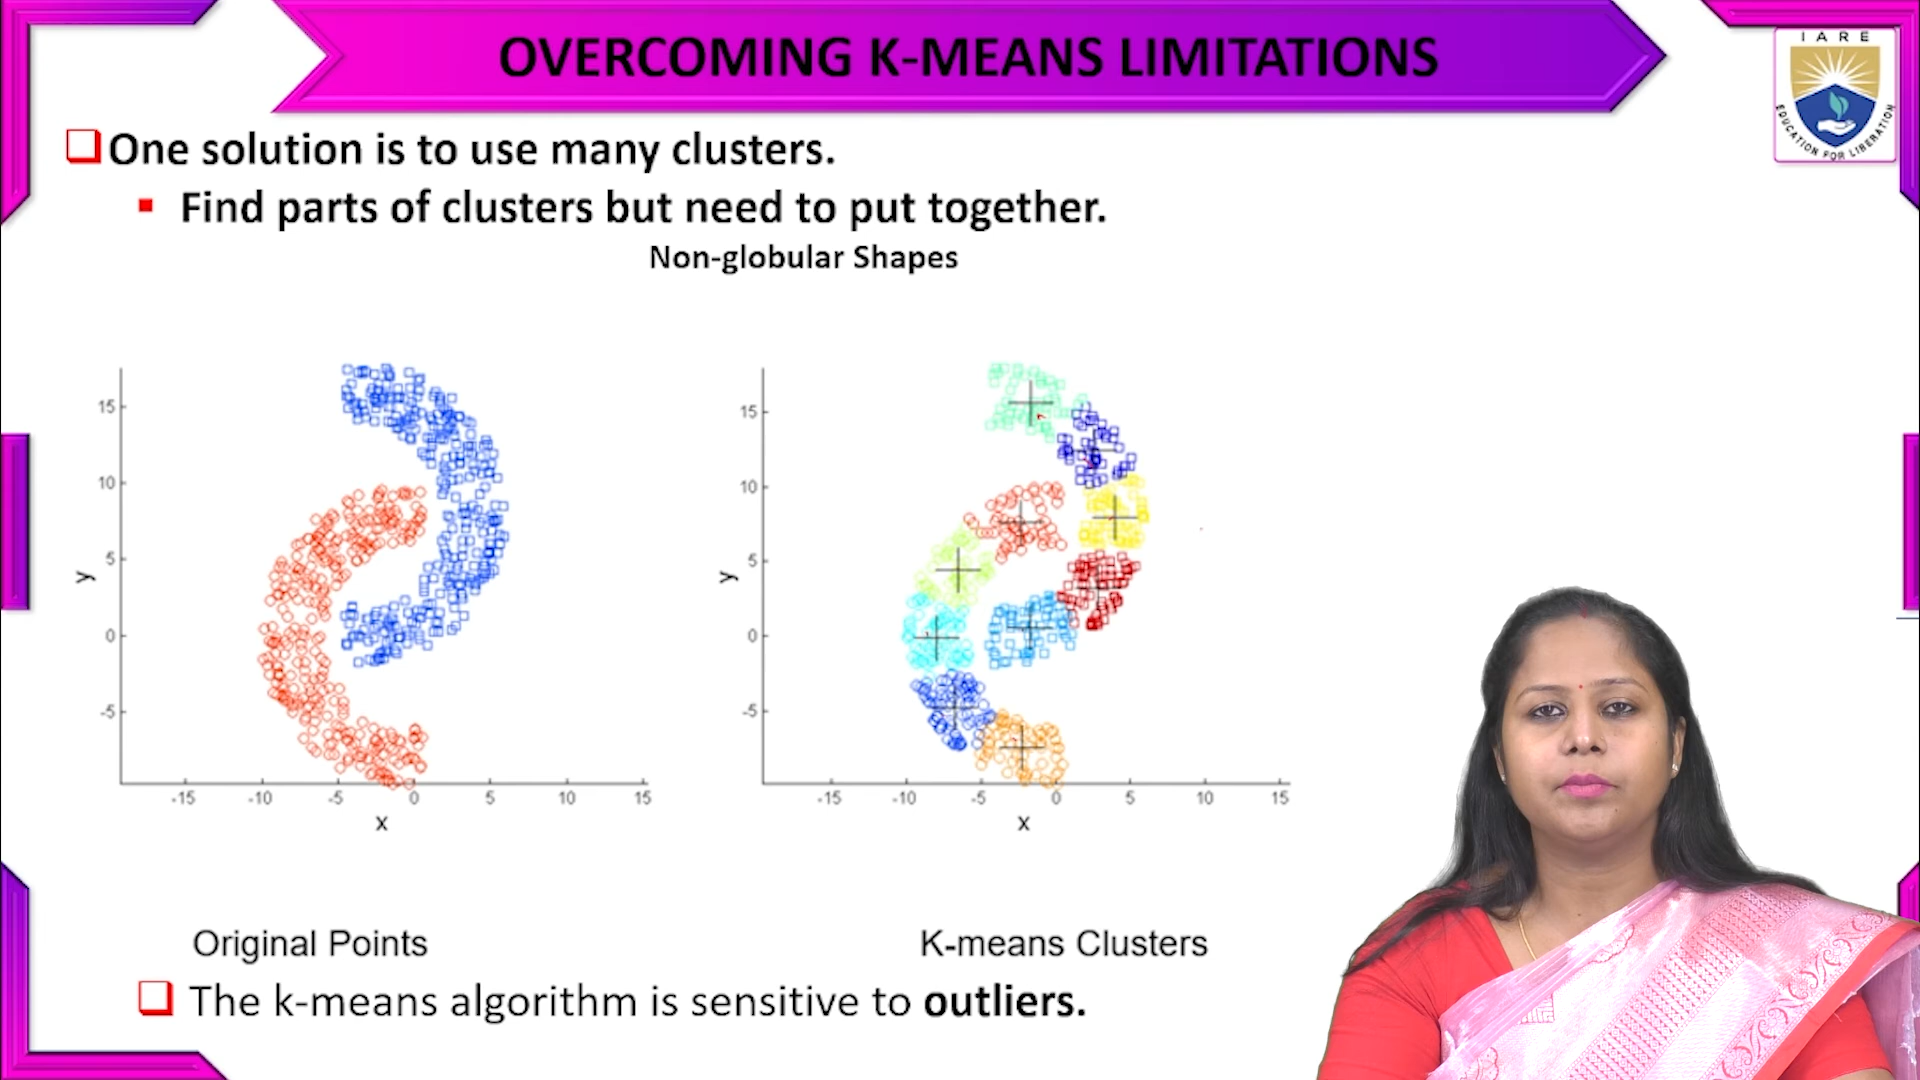 OVERCOMING K-MEANS LIMITATIONS
IARE
EDUCATION FOR LIBERATION
One solution is to use many clusters.
Find parts of clusters but need to put together.
Non-globular Shapes
15
10
5
0
-5
y
-15 -10 -5 0 5 10 15
x
15
10
5
0
-5
y
-15 -10 -5 0 5 10 15
x
Original Points
K-means Clusters
The k-means algorithm is sensitive to outliers.